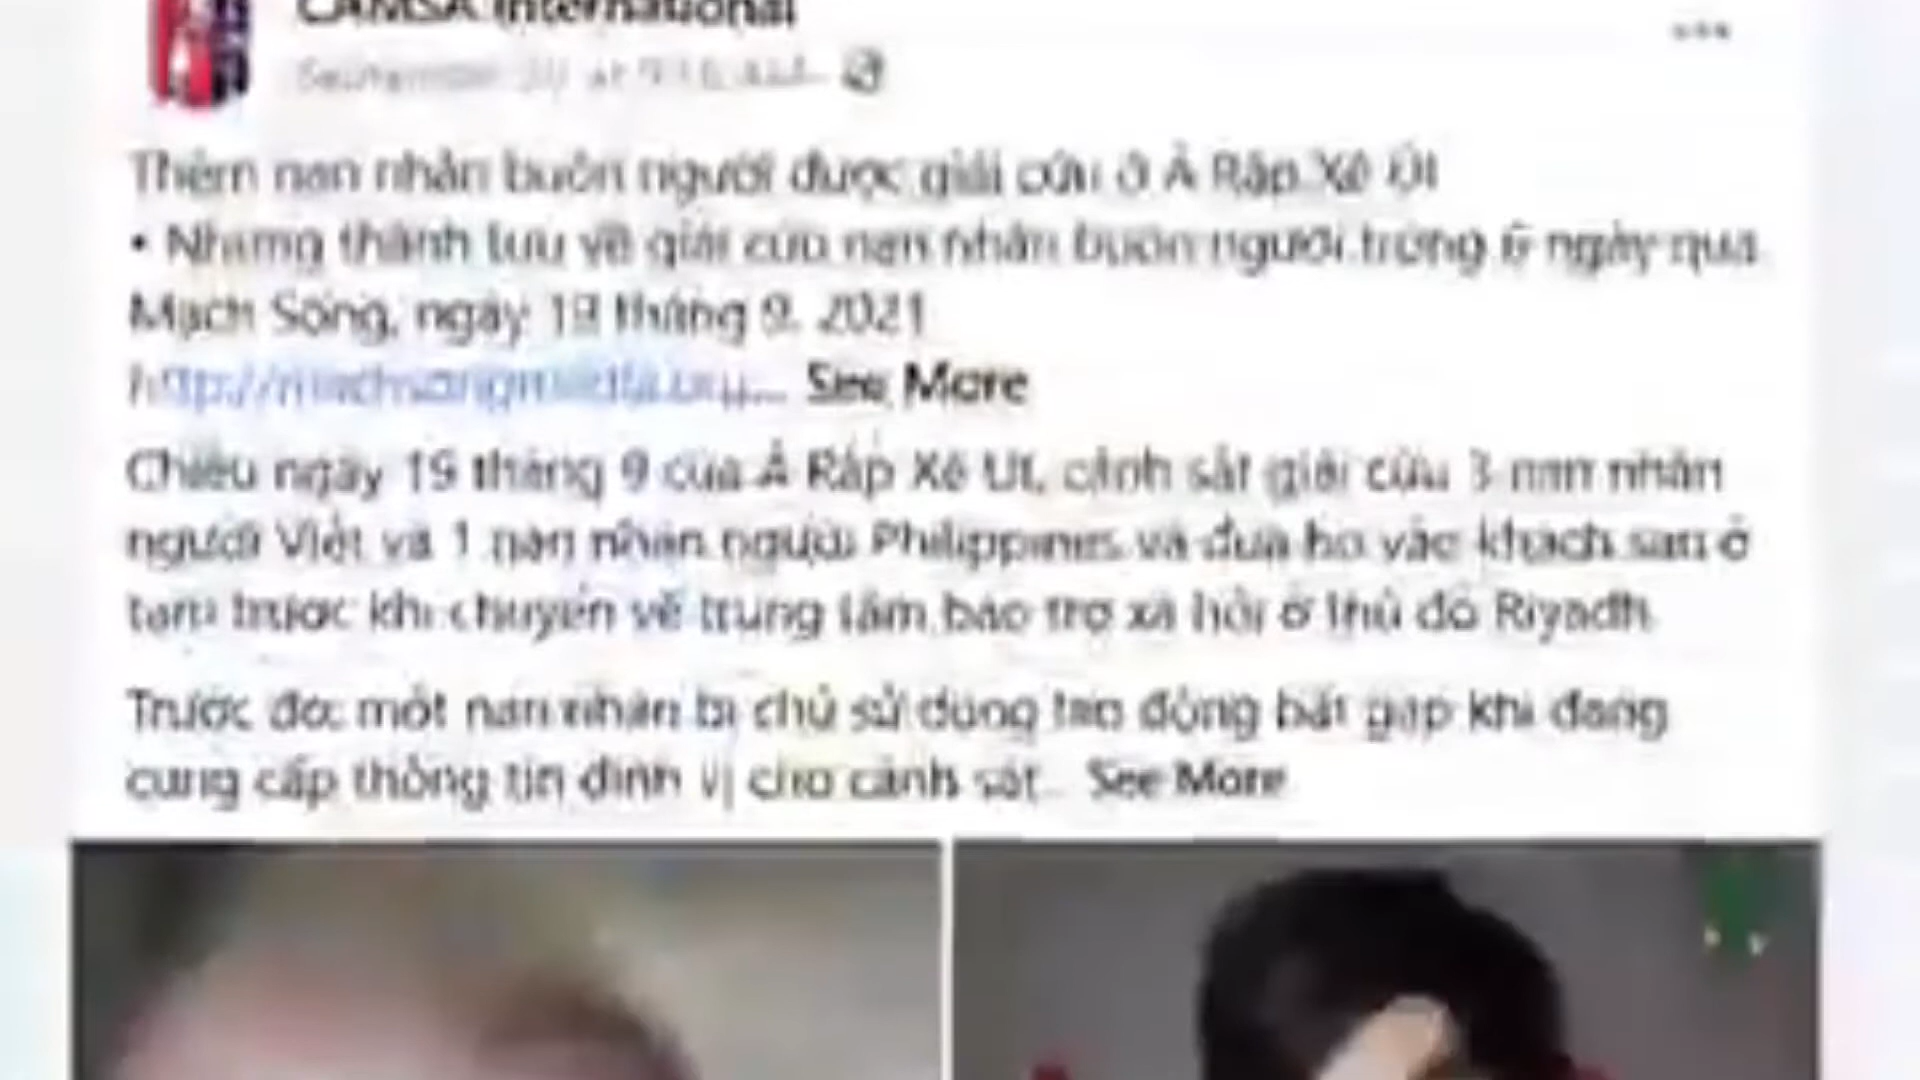 CAMSA International
Thêm nạn nhân buôn người được giải cứu ở Ả Rập Xê Út
• Những thành tựu về giải cứu nạn nhân buôn người trong 6 ngày qua
Mạch Sống, ngày 19 tháng 9, 2021
See More
Chiều ngày 19 tháng 9 của Ả Rập Xê Út, cảnh sát giải cứu 3 nạn nhân
người Việt và 1 nạn nhân người Philippines và đưa họ vào khách sạn ở
tạm trước khi chuyển về trung tâm bảo trợ xã hội ở thủ đô Riyadh.
Trước đó, một nạn nhân bị chủ sử dụng lao động bắt gặp khi đang
cung cấp thông tin định vị cho cảnh sát... See More